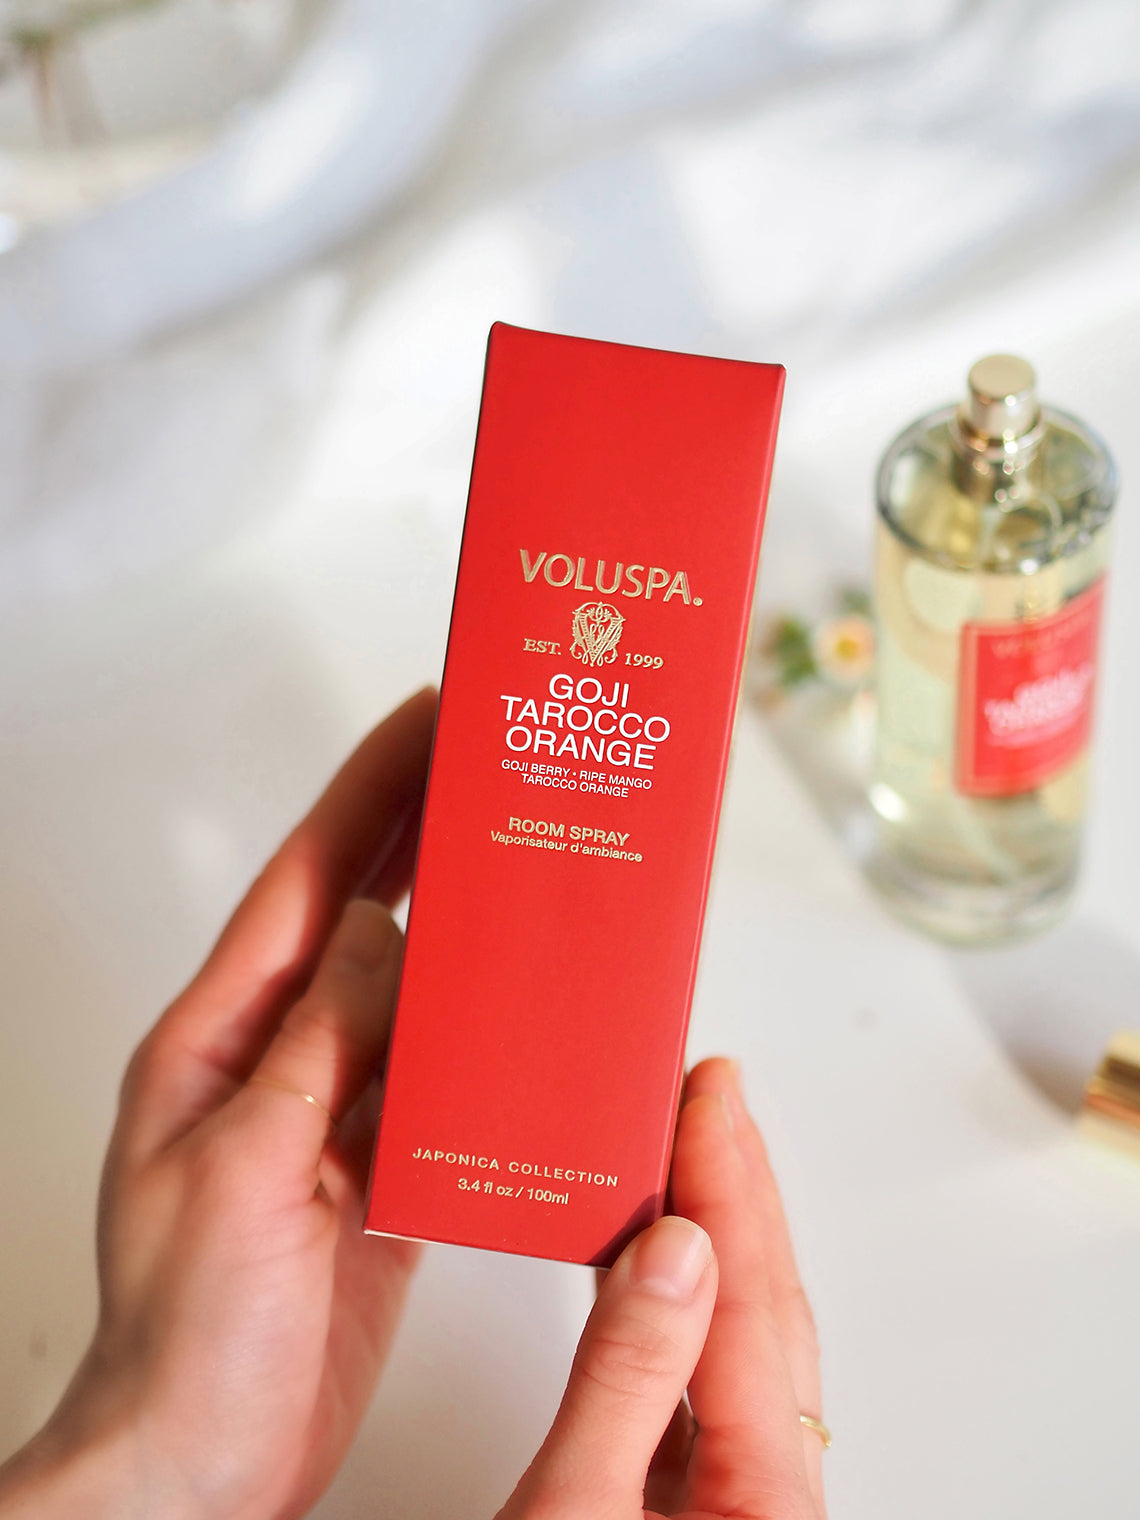 VOLUSPA.
EST. 1999
GOJI
TAROCCO
ORANGE
GOJI BERRY • RIPE MANGO
TAROCCO ORANGE
ROOM SPRAY
Vaporisateur d'ambiance
JAPONICA COLLECTION
3.4 fl oz / 100ml